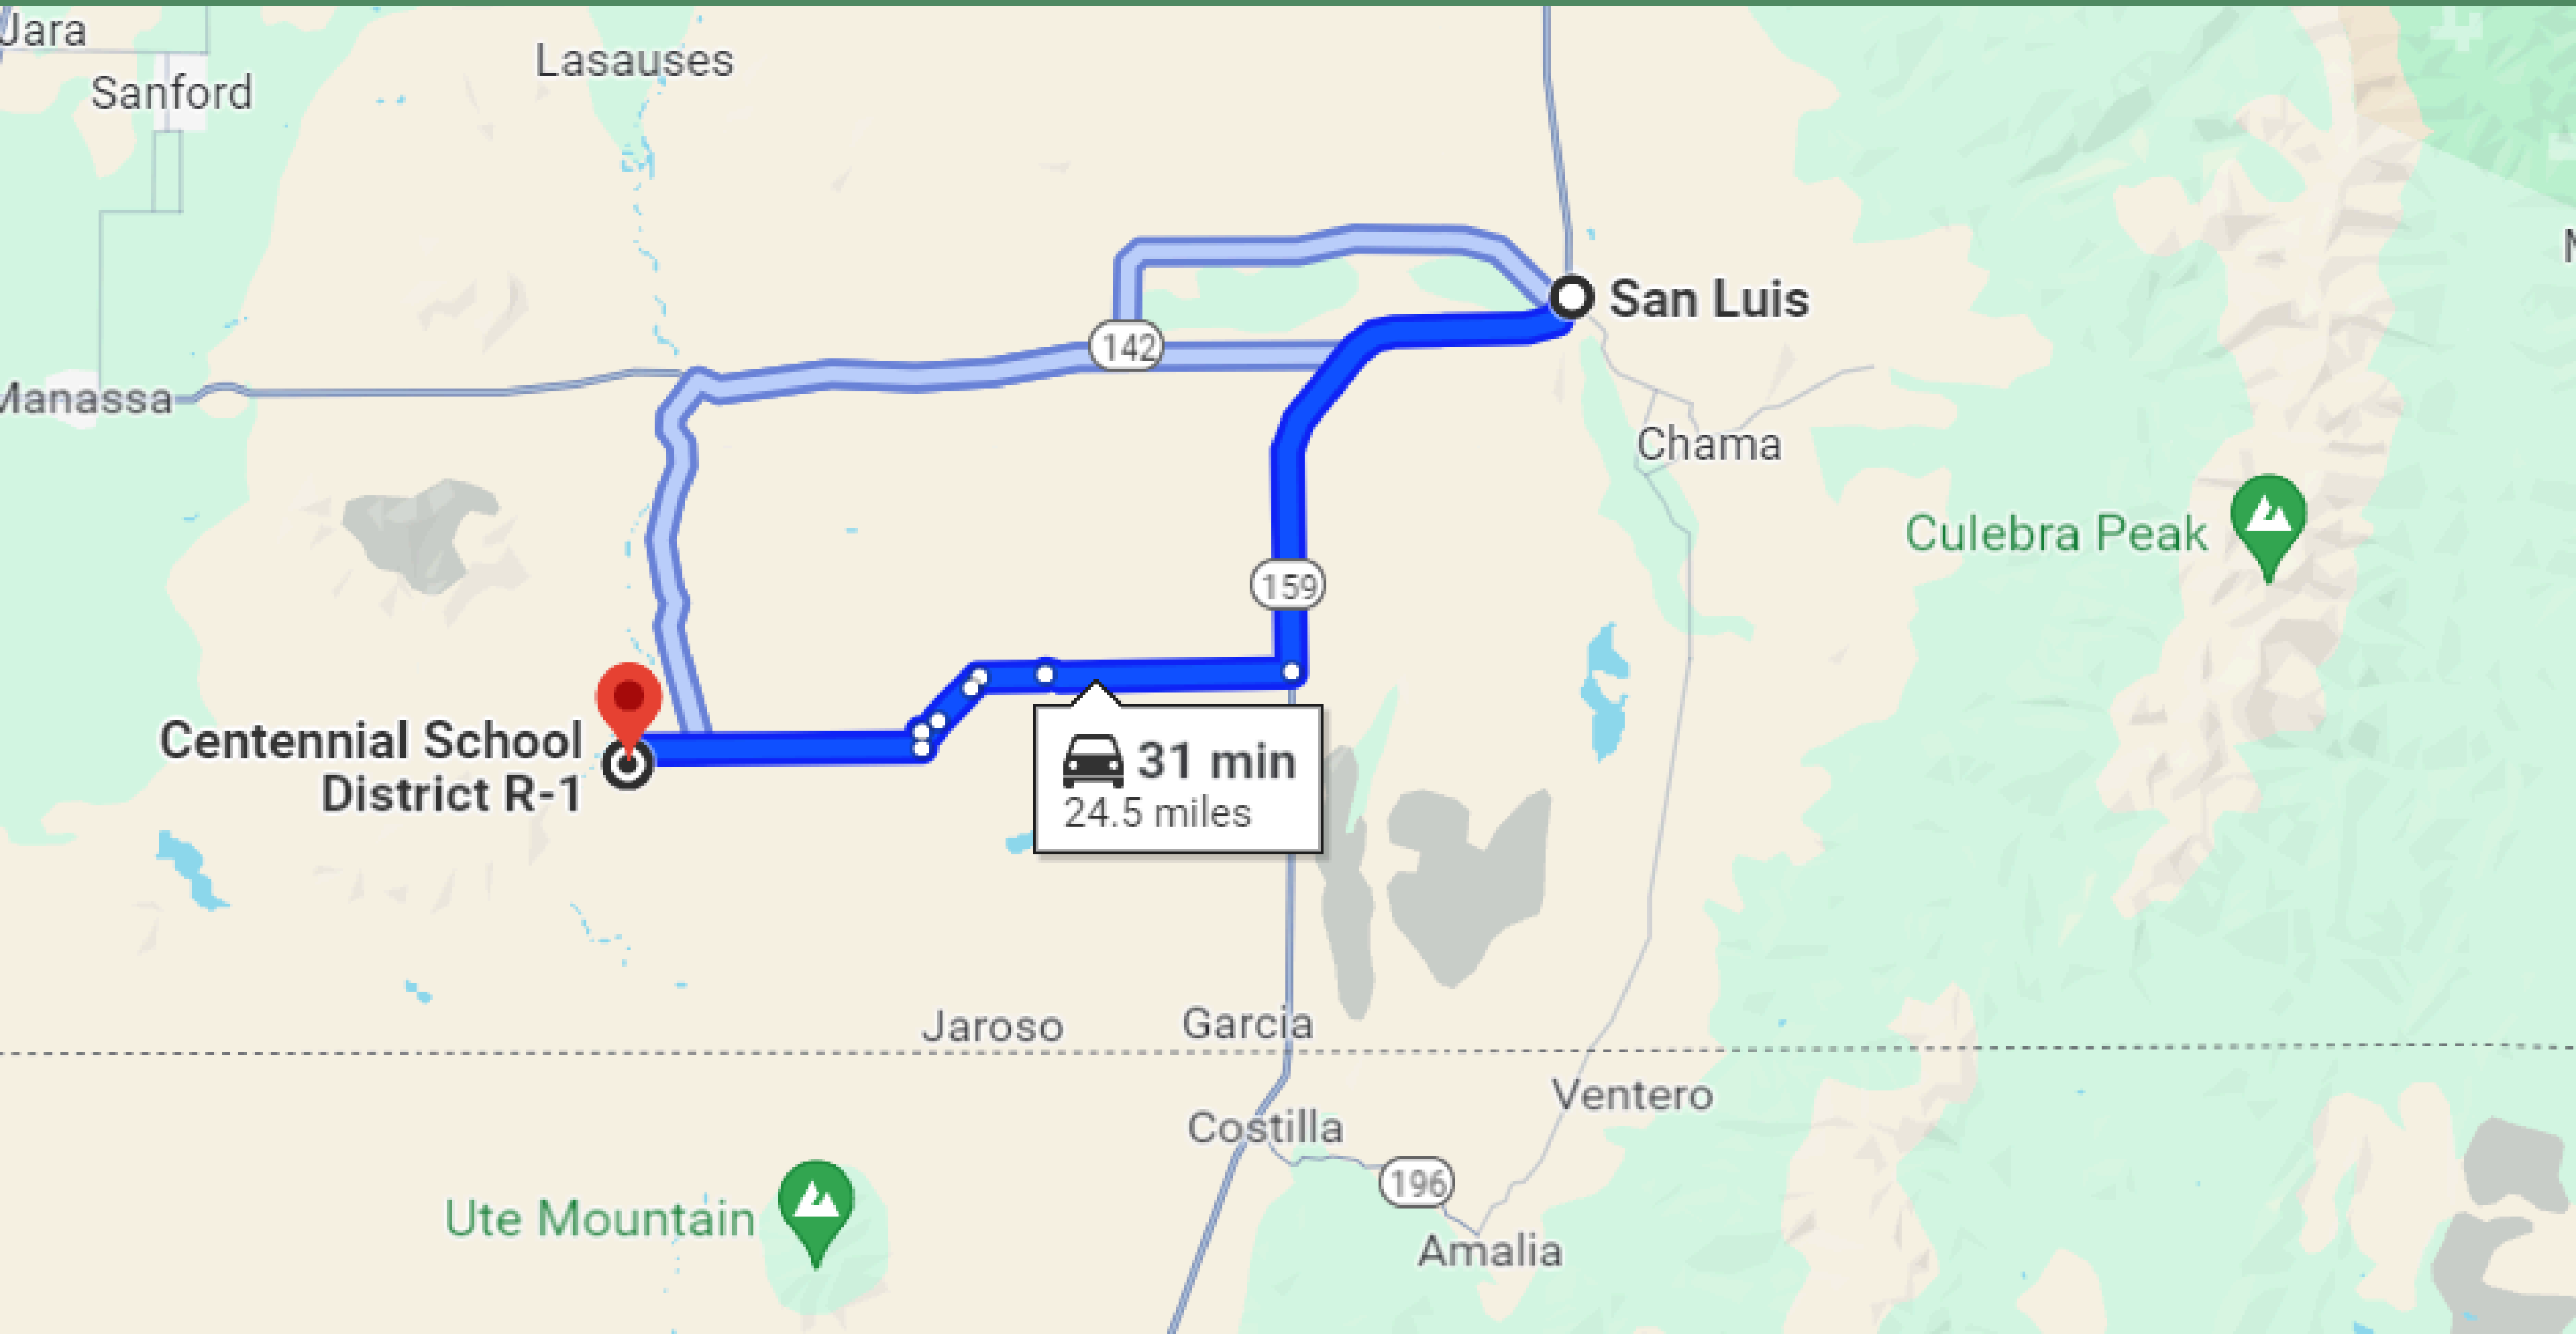 Jara
Lasauses
Sanford
San Luis
142
Manassa
Chama
Culebra Peak
159
Centennial School
District R-1
31 min
24.5 miles
Jaroso
Garcia
Ventero
Costilla
196
Ute Mountain
Amalia